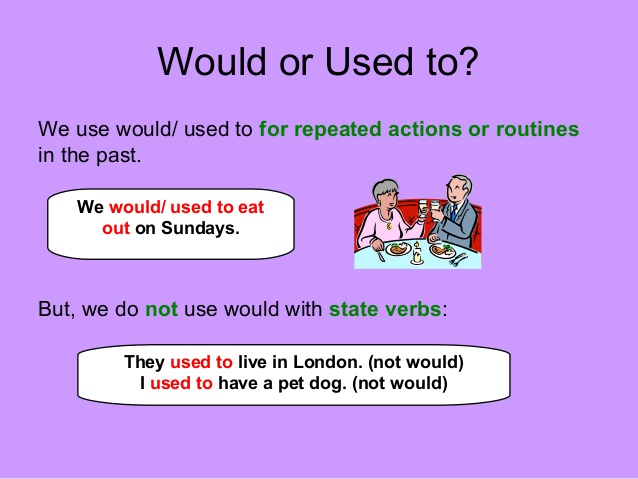 Would or Used to?
We use would/ used to for repeated actions or routines
in the past.
We would/ used to eat
out on Sundays.
But, we do not use would with state verbs:
They used to live in London. (not would)
I used to have a pet dog. (not would)